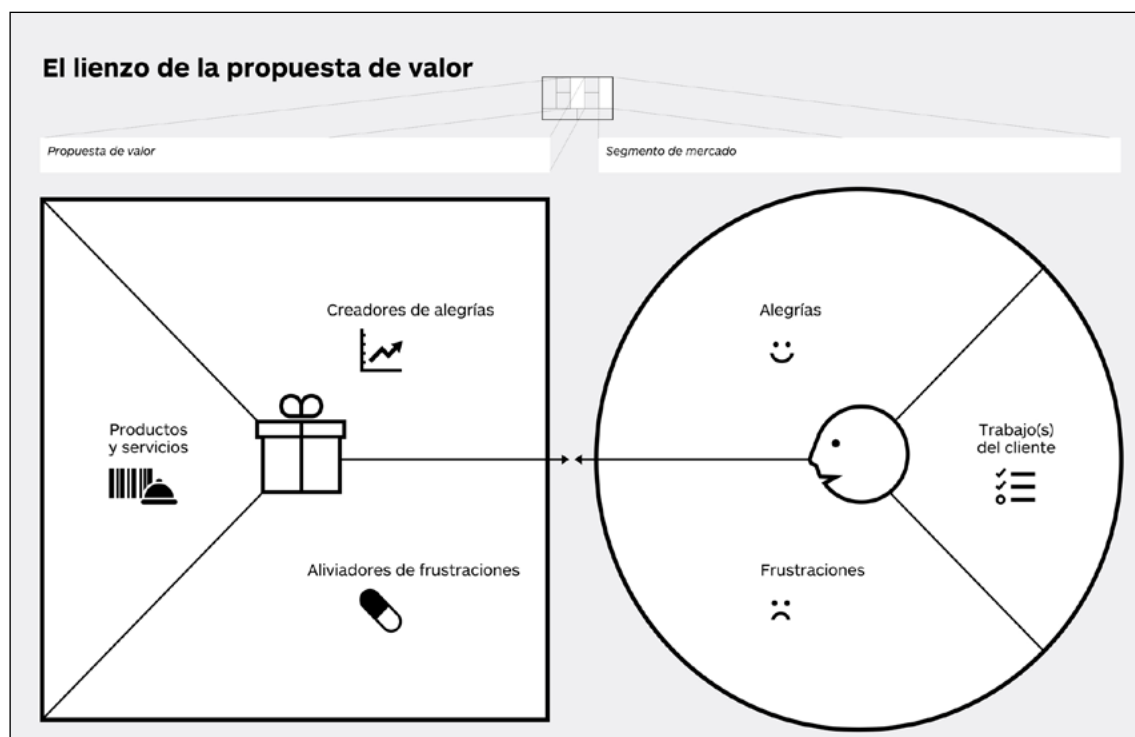 El lienzo de la propuesta de valor
Propuesta de valor
Segmento de mercado
Creadores de alegrías
Productos
y servicios
Aliviadores de frustraciones
Alegrías
Trabajo(s)
del cliente
Frustraciones